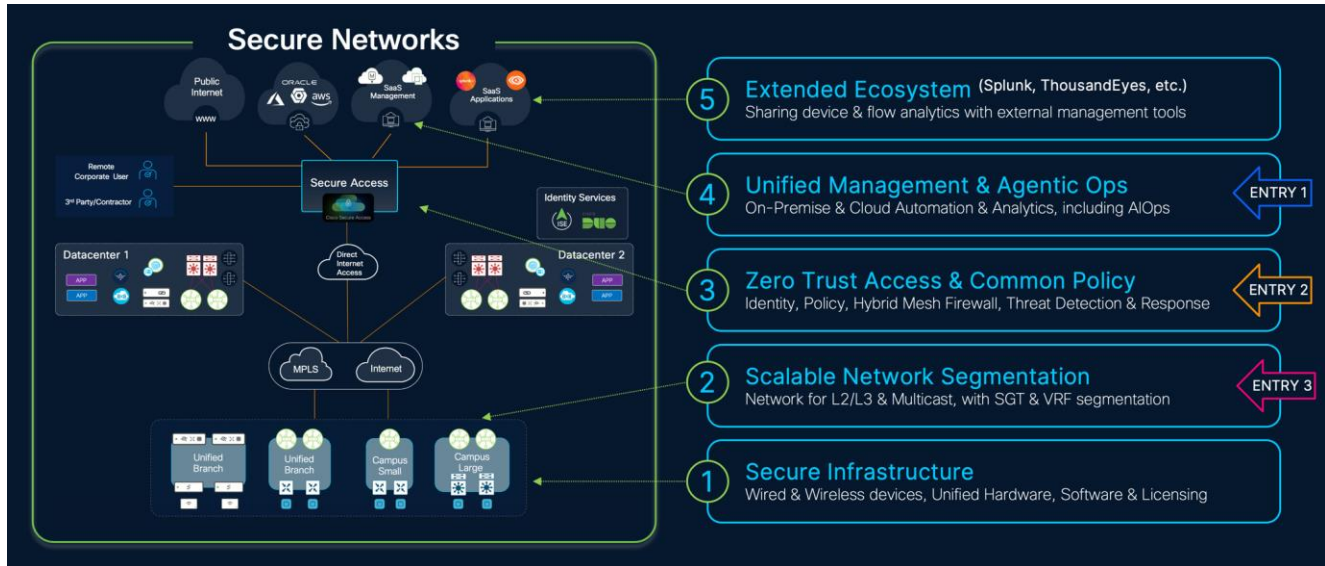 Secure Networks
Public
Internet
www
ORACLE
aws
SaaS
Management
SaaS
Applications
Remote
Corporate User
3rd Party/Contractor
Secure Access
Cisco Secure Access
Identity Services
ISE
DUO
Datacenter 1
APP
APP
Direct
Internet
Access
Datacenter 2
APP
APP
MPLS
Internet
Unified
Branch
Unified
Branch
Campus
Small
Campus
Large
5
Extended Ecosystem (Splunk, ThousandEyes, etc.)
Sharing device & flow analytics with external management tools
4
Unified Management & Agentic Ops
On-Premise & Cloud Automation & Analytics, including AIOps
ENTRY 1
3
Zero Trust Access & Common Policy
Identity, Policy, Hybrid Mesh Firewall, Threat Detection & Response
ENTRY 2
2
Scalable Network Segmentation
Network for L2/L3 & Multicast, with SGT & VRF segmentation
ENTRY 3
1
Secure Infrastructure
Wired & Wireless devices, Unified Hardware, Software & Licensing